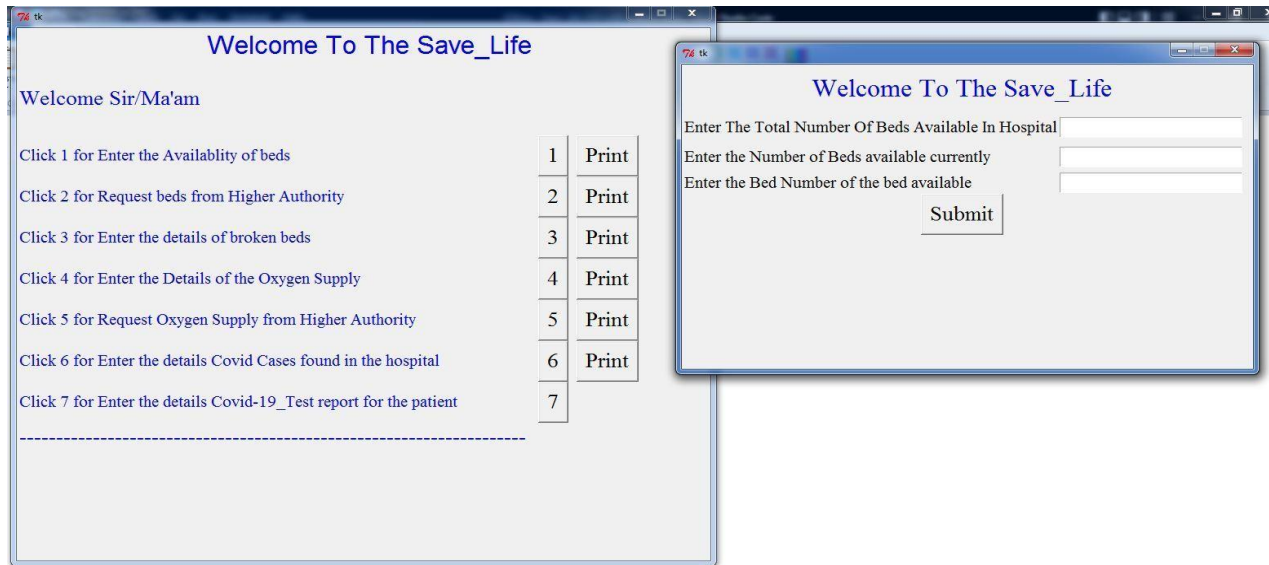 tk
Welcome To The Save_Life
Welcome Sir/Ma'am
Click 1 for Enter the Availablity of beds 1 Print
Click 2 for Request beds from Higher Authority 2 Print
Click 3 for Enter the details of broken beds 3 Print
Click 4 for Enter the Details of the Oxygen Supply 4 Print
Click 5 for Request Oxygen Supply from Higher Authority 5 Print
Click 6 for Enter the details Covid Cases found in the hospital 6 Print
Click 7 for Enter the details Covid-19_Test report for the patient 7
----------------------------------------------------------------------
tk
Welcome To The Save_Life
Enter The Total Number Of Beds Available In Hospital
Enter the Number of Beds available currently
Enter the Bed Number of the bed available
Submit